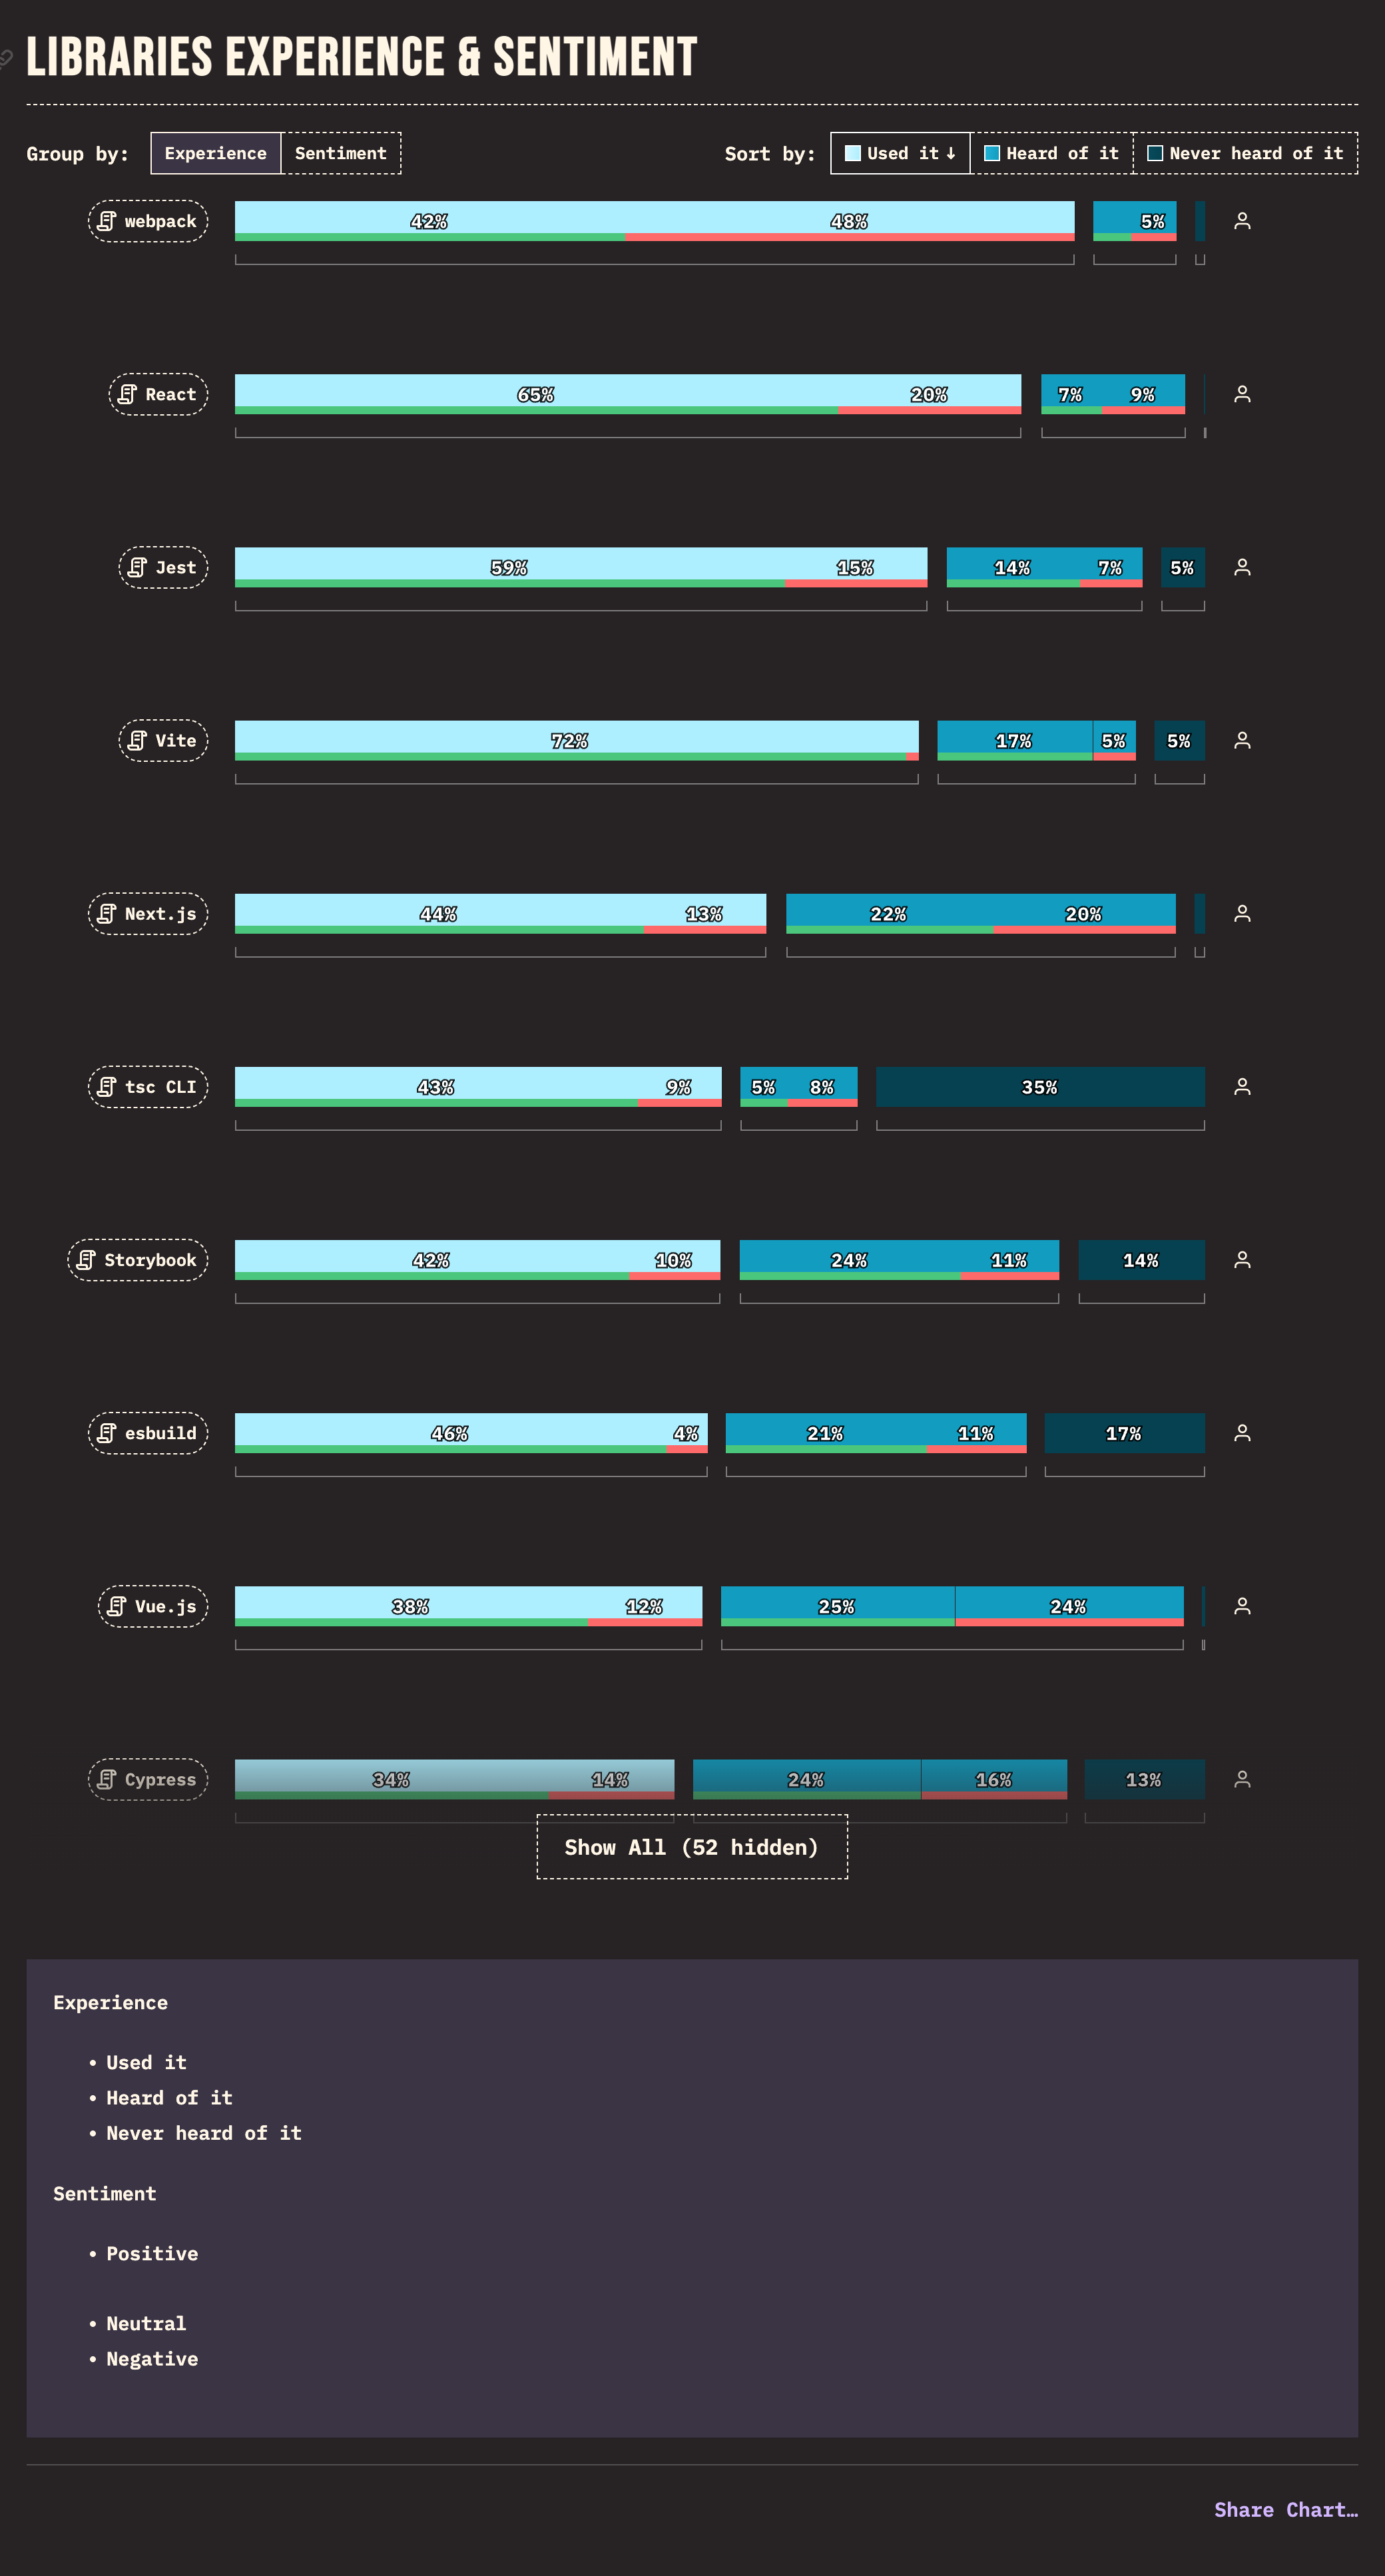 LIBRARIES EXPERIENCE & SENTIMENT
Group by: Experience Sentiment Sort by: Used it ↓ Heard of it Never heard of it
webpack 42% 48% 5%
React 65% 20% 7% 9%
Jest 59% 15% 14% 7% 5%
Vite 72% 17% 5% 5%
Next.js 44% 13% 22% 20%
tsc CLI 43% 9% 5% 8% 35%
Storybook 42% 10% 24% 11% 14%
esbuild 46% 4% 21% 11% 17%
Vue.js 38% 12% 25% 24%
Cypress 34% 14% 24% 16% 13%
Show All (52 hidden)
Experience
• Used it
• Heard of it
• Never heard of it
Sentiment
• Positive
• Neutral
• Negative
Share Chart…